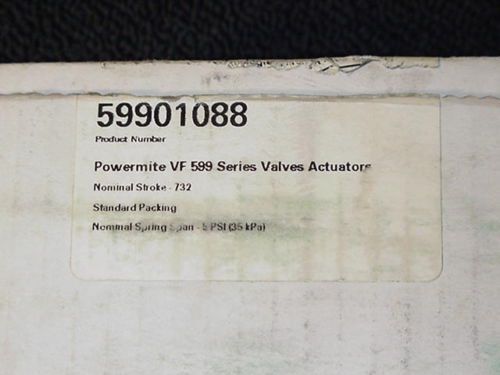 59901088
Product Number
Powermite VF 599 Series Valves Actuators
Nominal Stroke - 732
Standard Packing
Nommal Spring Span - 5 PSI (35 kPa)